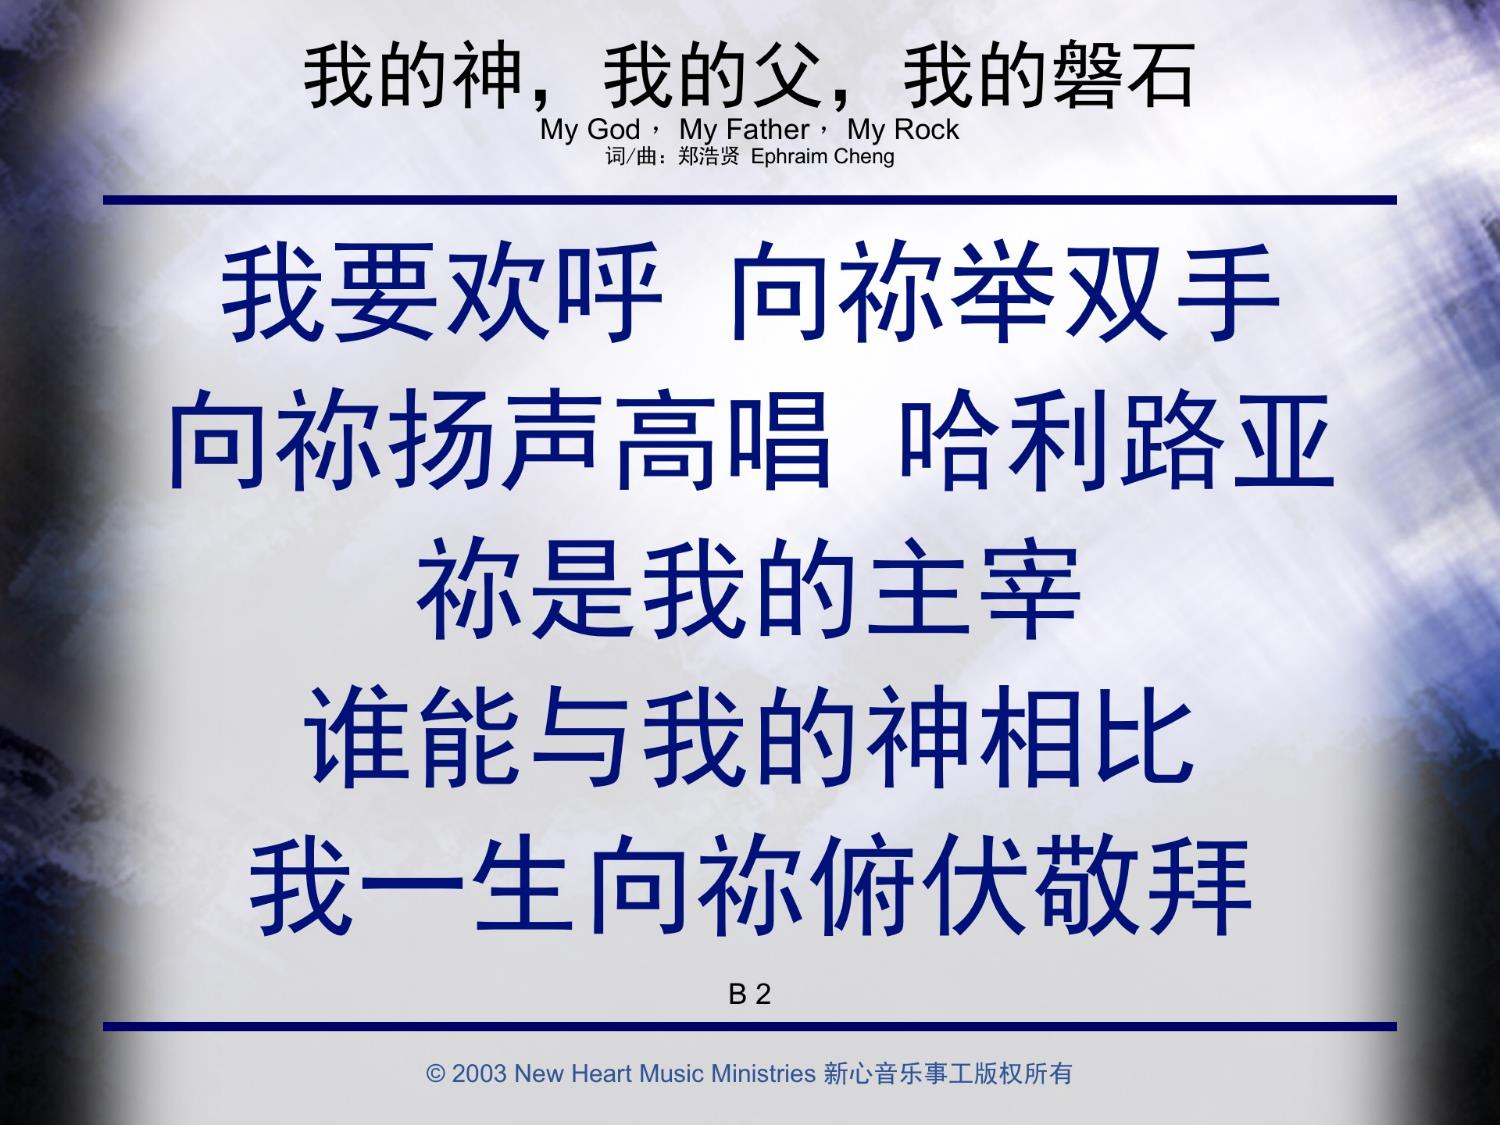 我的神，我的父，我的磐石
My God， My Father， My Rock
词/曲：郑浩贤 Ephraim Cheng
我要欢呼 向祢举双手
向祢扬声高唱 哈利路亚
祢是我的主宰
谁能与我的神相比
我一生向祢俯伏敬拜
B 2
© 2003 New Heart Music Ministries 新心音乐事工版权所有